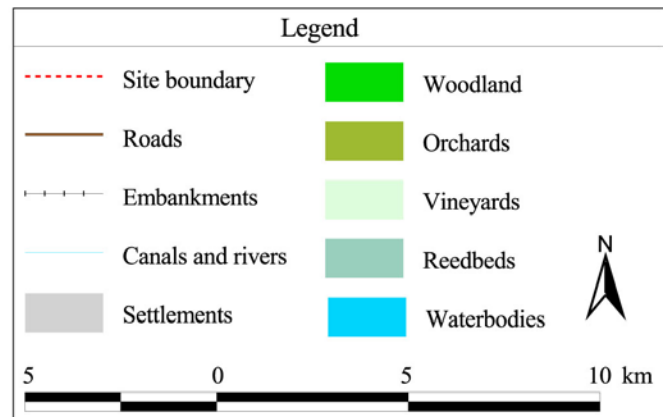 Legend
Site boundary
Roads
Embankments
Canals and rivers
Settlements
Woodland
Orchards
Vineyards
Reedbeds
Waterbodies
N
5 0 5 10 km